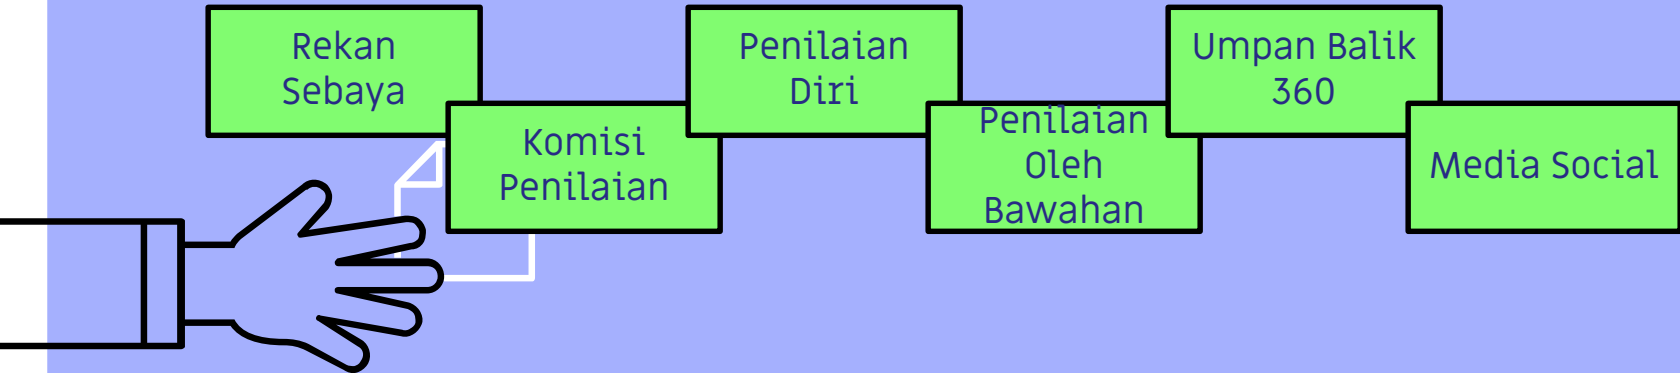 Rekan
Sebaya
Komisi
Penilaian
Penilaian
Diri
Penilaian
Oleh
Bawahan
Umpan Balik
360
Media Social